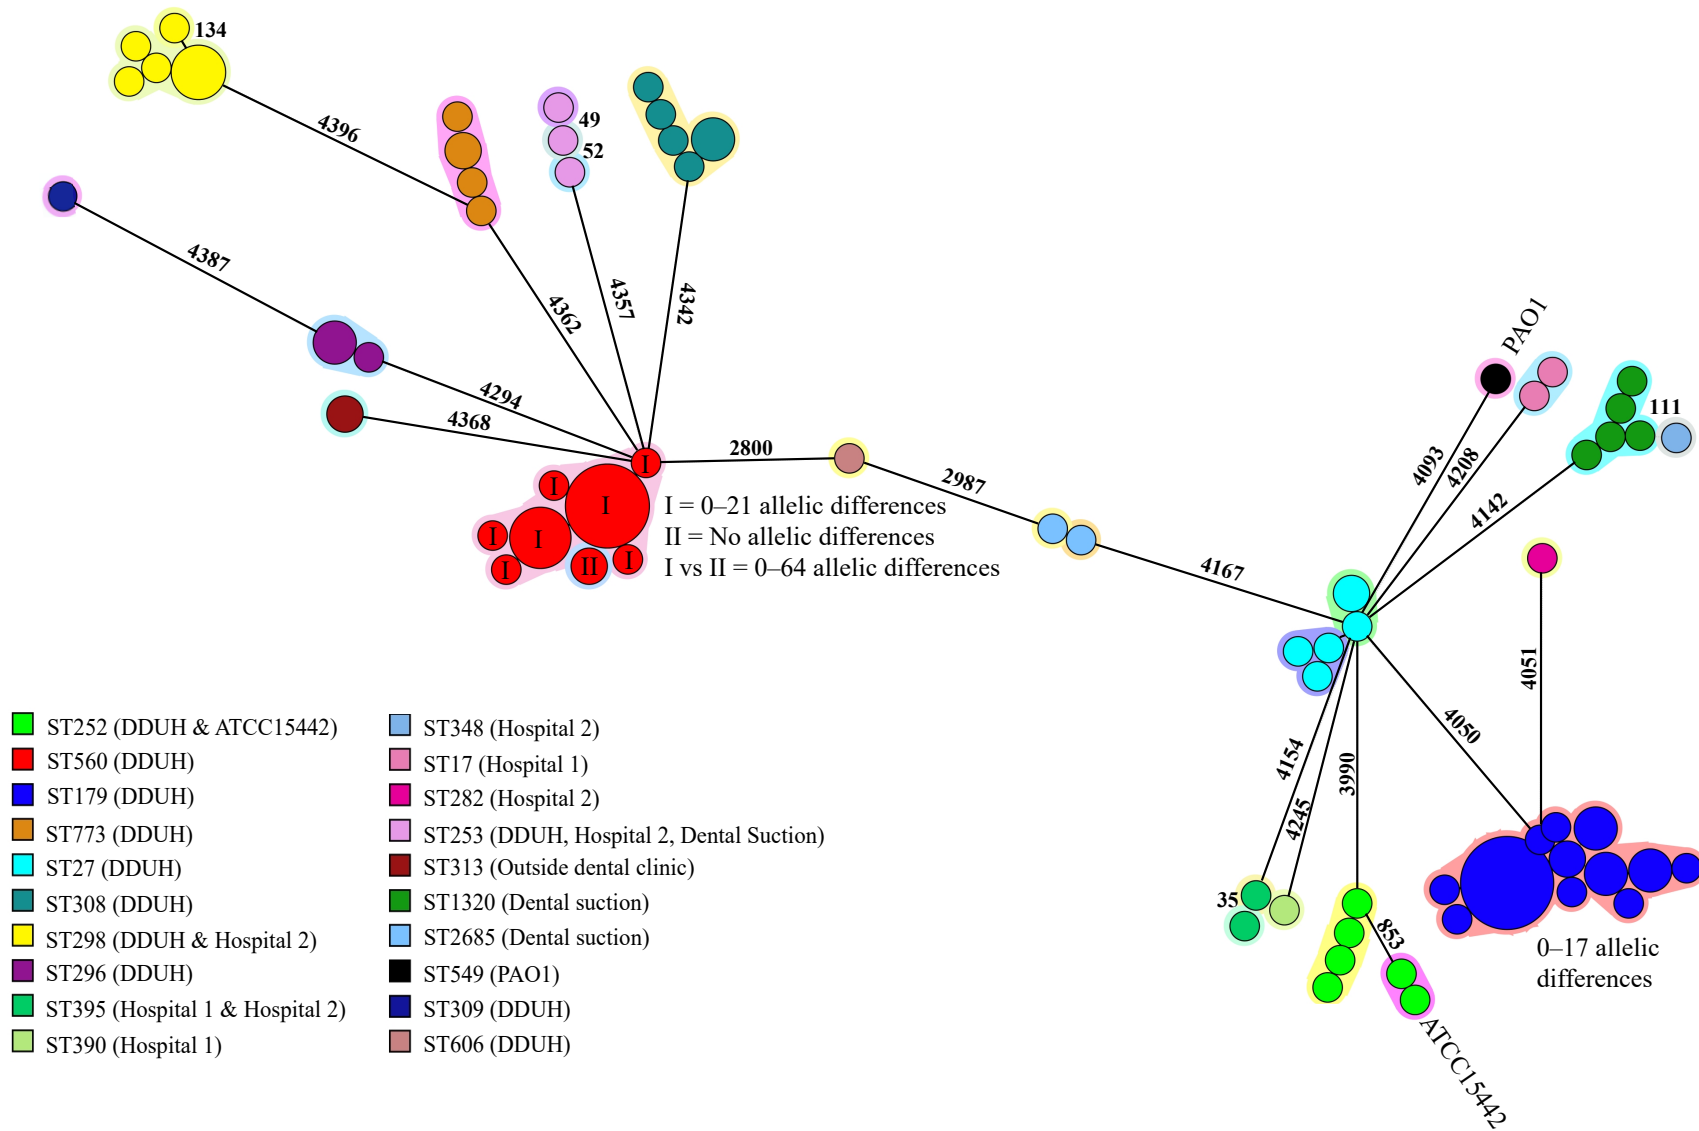 134
4396
49
52
4387
4362
4357
4342
4294
4368
2800
2987
PAO1
111
4093
4208
4142
4167
4051
I
I
I
I
I
I
II
I
I = 0–21 allelic differences
II = No allelic differences
I vs II = 0–64 allelic differences
4154
4245
3990
4050
35
853
ATCC15442
0–17 allelic
differences
ST252 (DDUH & ATCC15442)
ST560 (DDUH)
ST179 (DDUH)
ST773 (DDUH)
ST27 (DDUH)
ST308 (DDUH)
ST298 (DDUH & Hospital 2)
ST296 (DDUH)
ST395 (Hospital 1 & Hospital 2)
ST390 (Hospital 1)
ST348 (Hospital 2)
ST17 (Hospital 1)
ST282 (Hospital 2)
ST253 (DDUH, Hospital 2, Dental Suction)
ST313 (Outside dental clinic)
ST1320 (Dental suction)
ST2685 (Dental suction)
ST549 (PAO1)
ST309 (DDUH)
ST606 (DDUH)